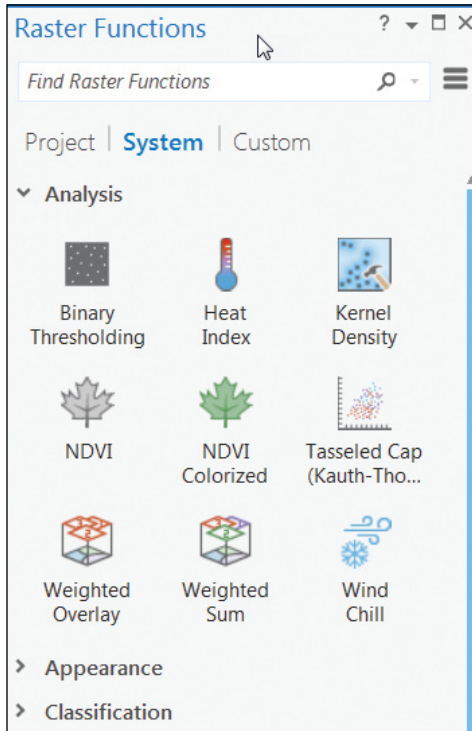 Raster Functions
?
Find Raster Functions
Project | System | Custom
Analysis
Binary
Thresholding
Heat
Index
Kernel
Density
NDVI
NDVI
Colorized
Tasseled Cap
(Kauth-Tho...
Weighted
Overlay
Weighted
Sum
Wind
Chill
Appearance
Classification